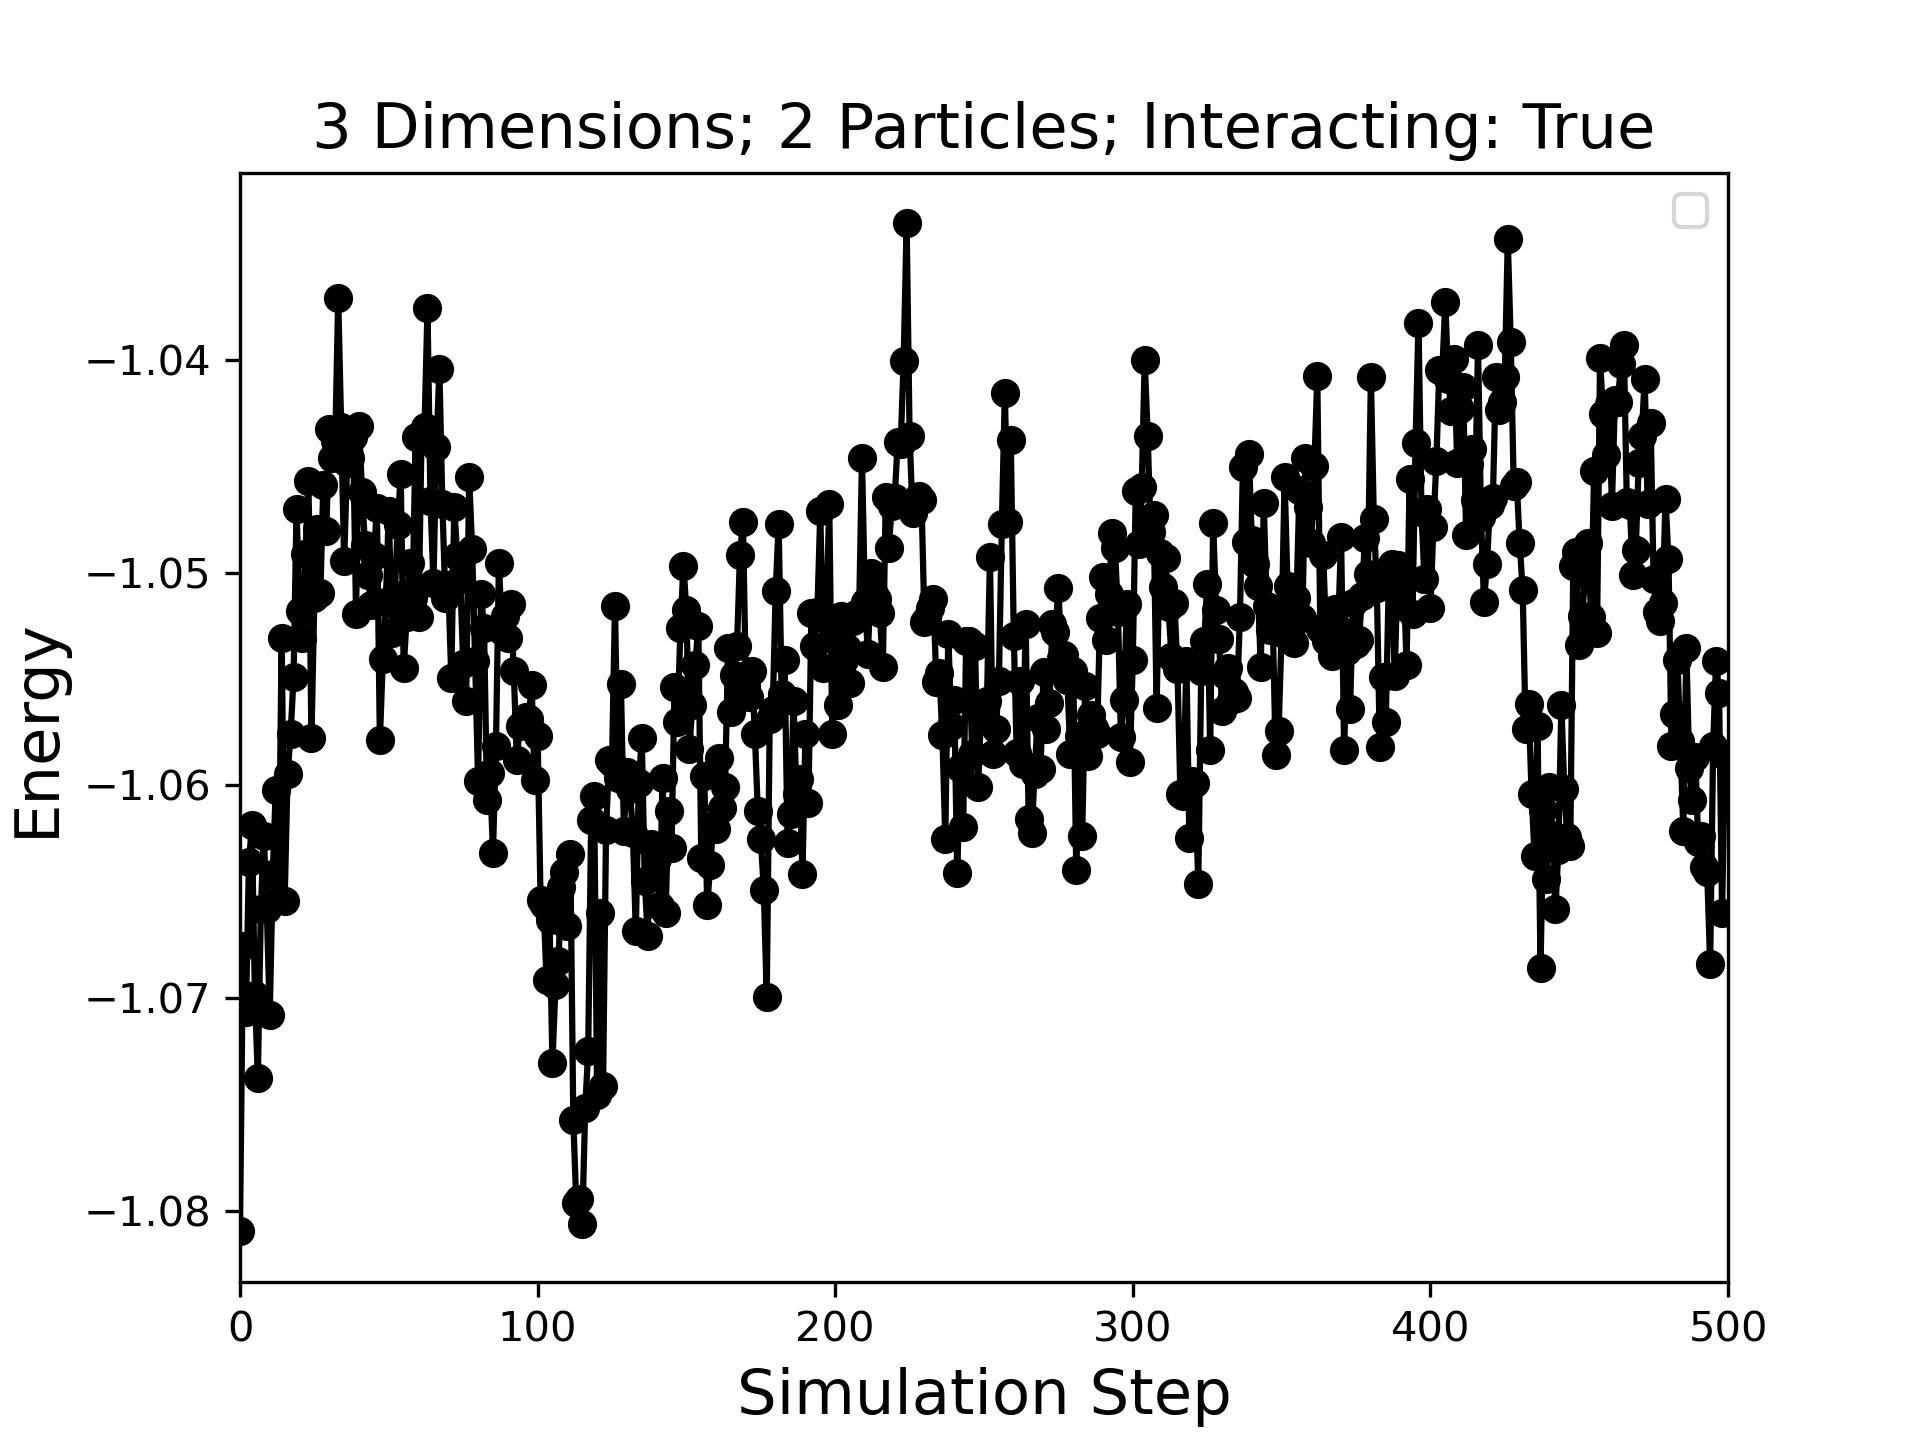 3 Dimensions; 2 Particles; Interacting: True
Energy
−1.04
−1.05
−1.06
−1.07
−1.08
0 100 200 300 400 500
Simulation Step